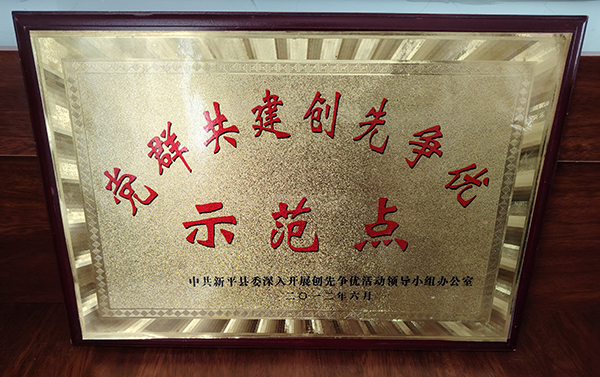 党群共建创先争优
示范点
中共新平县委深入开展创先争优活动领导小组办公室
二〇一二年六月